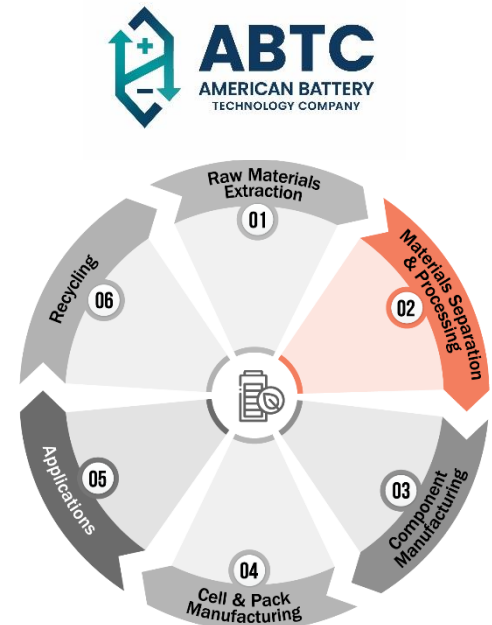 ABTC
AMERICAN BATTERY
TECHNOLOGY COMPANY
Raw Materials
Extraction
01
Materials Separation
& Processing
02
03
Component
Manufacturing
04
Cell & Pack
Manufacturing
05
Applications
06
Recycling